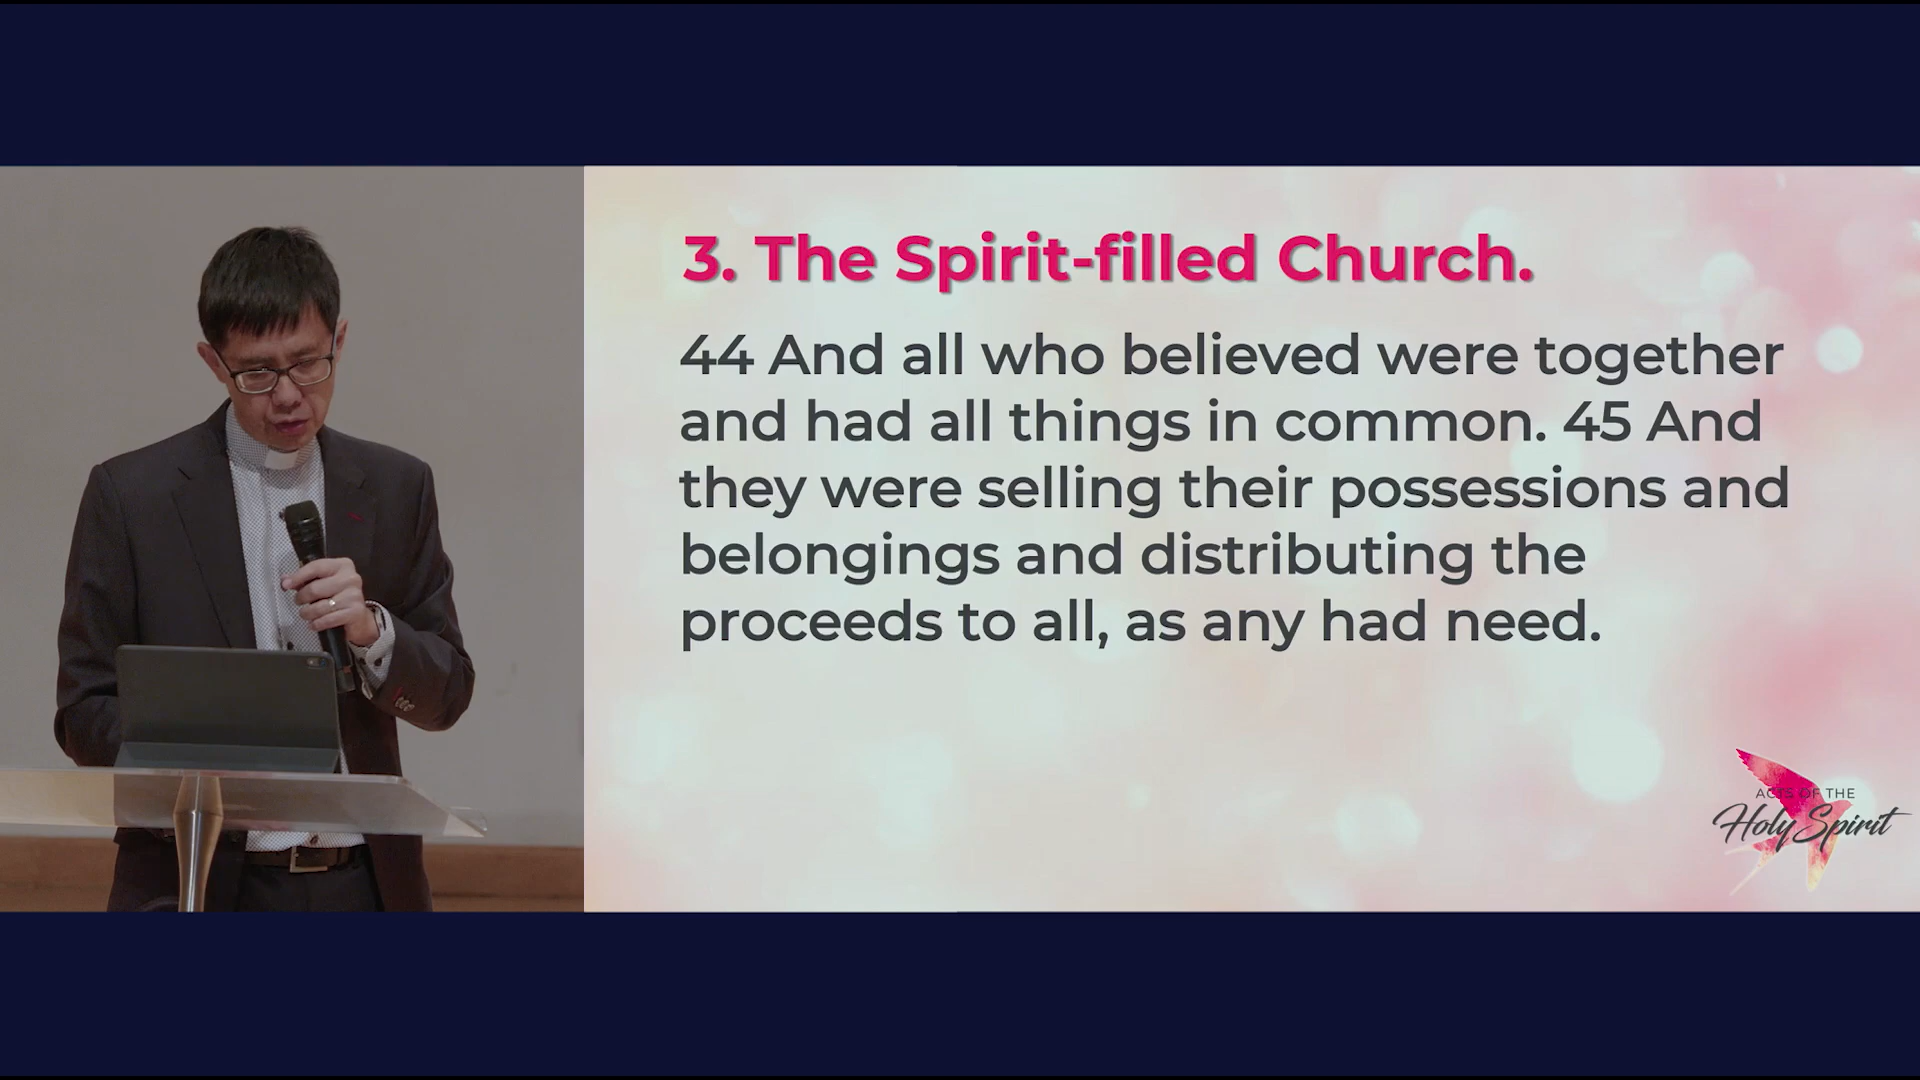 3. The Spirit-filled Church.
44 And all who believed were together
and had all things in common. 45 And
they were selling their possessions and
belongings and distributing the
proceeds to all, as any had need.
ACTS OF THE
Holy Spirit